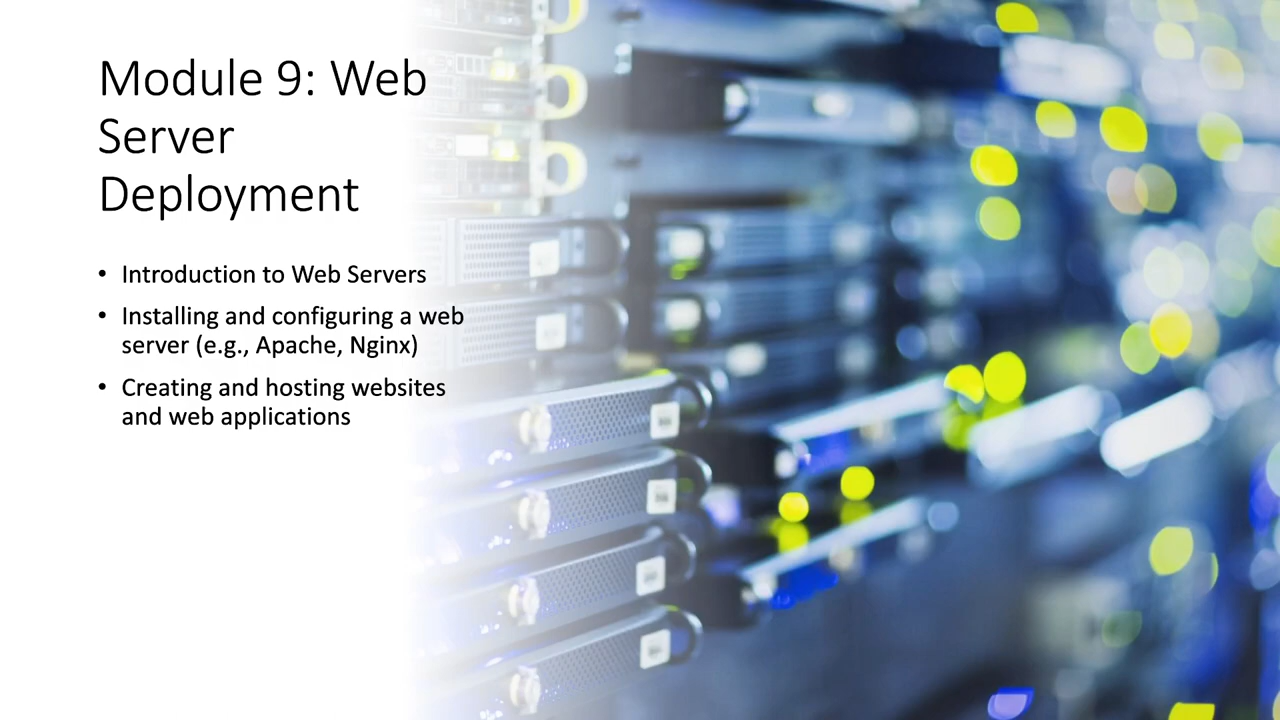 Module 9: Web
Server
Deployment
• Introduction to Web Servers
• Installing and configuring a web
server (e.g., Apache, Nginx)
• Creating and hosting websites
and web applications